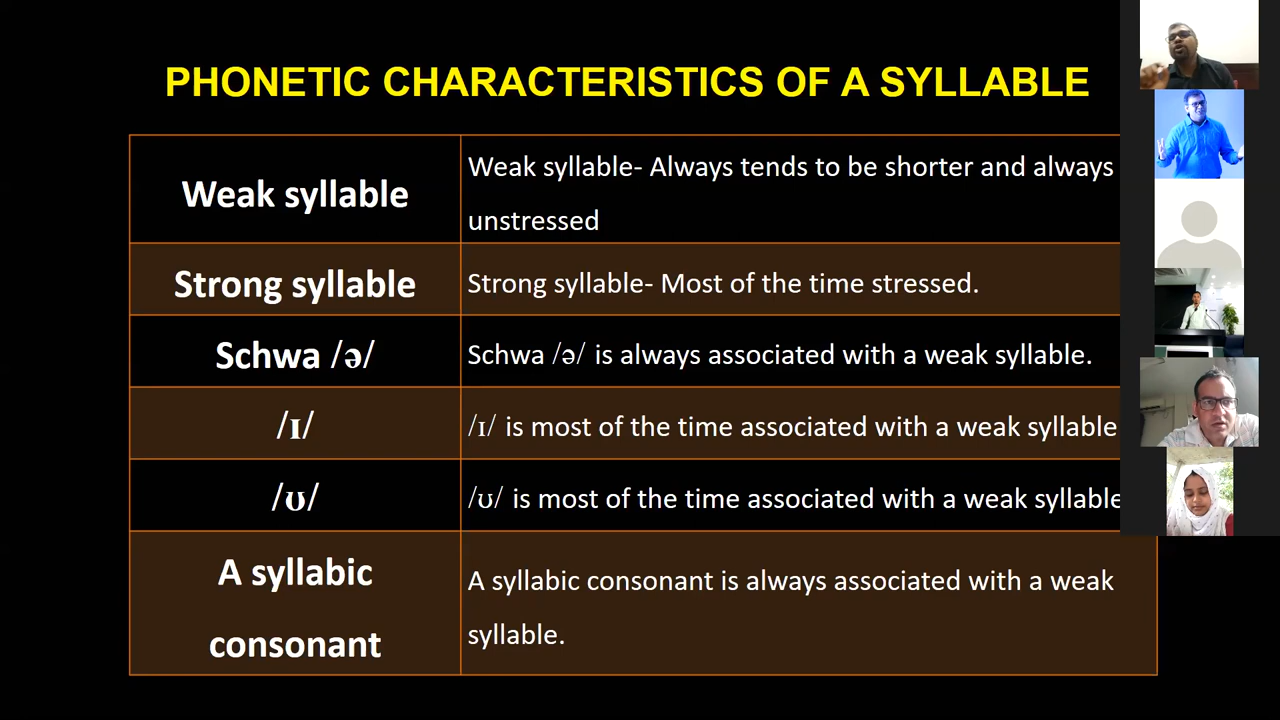 PHONETIC CHARACTERISTICS OF A SYLLABLE
Weak syllable
Weak syllable- Always tends to be shorter and always
unstressed
Strong syllable
Strong syllable- Most of the time stressed.
Schwa /ə/
Schwa /ə/ is always associated with a weak syllable.
/ɪ/
/ɪ/ is most of the time associated with a weak syllable
/ʊ/
/ʊ/ is most of the time associated with a weak syllable
A syllabic
consonant
A syllabic consonant is always associated with a weak
syllable.